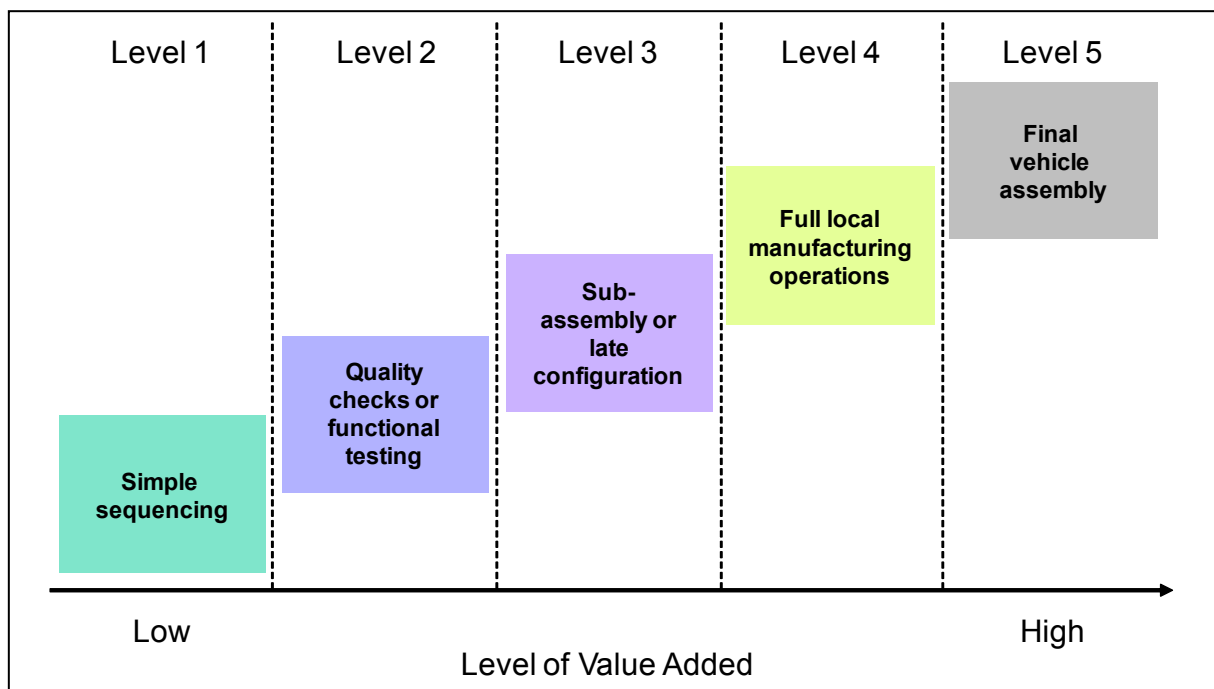 Level 1
Level 2
Level 3
Level 4
Level 5
Simple
sequencing
Quality
checks or
functional
testing
Sub-
assembly or
late
configuration
Full local
manufacturing
operations
Final
vehicle
assembly
Low
High
Level of Value Added